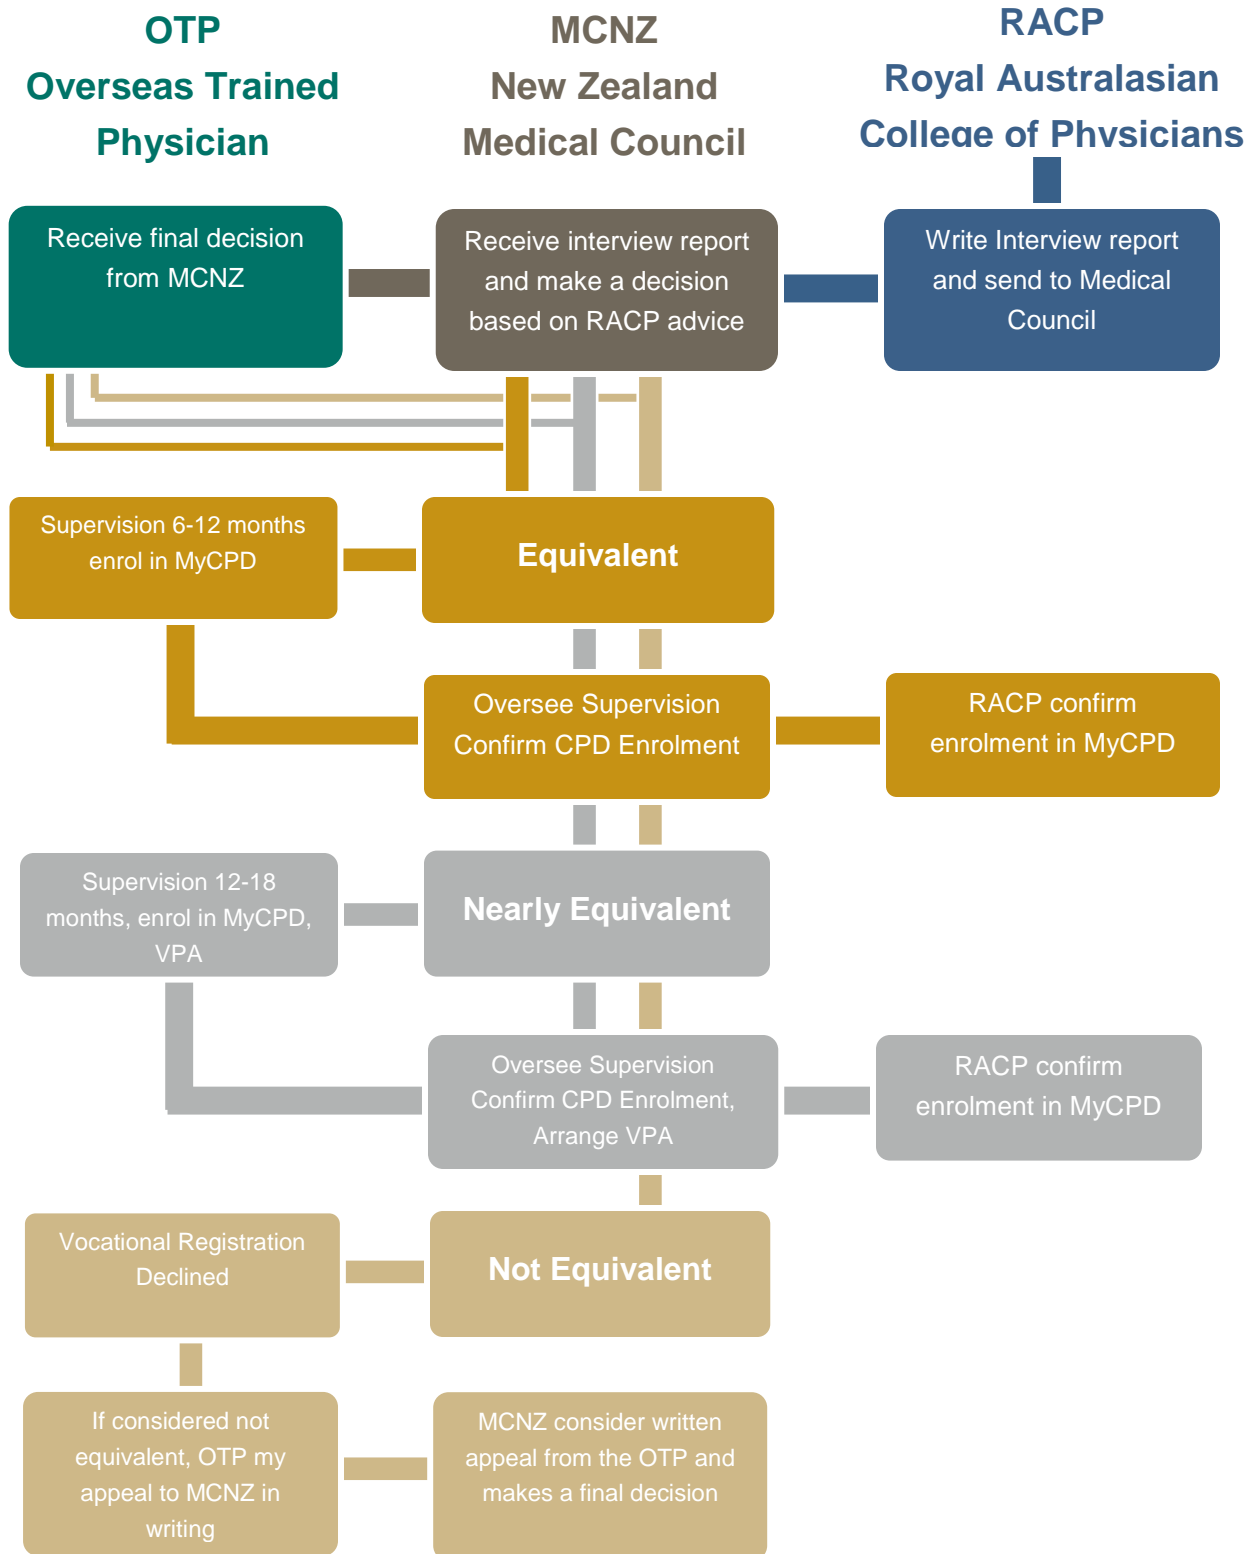 OTP
Overseas Trained
Physician
MCNZ
New Zealand
Medical Council
RACP
Royal Australasian
College of Physicians
Receive final decision
from MCNZ
Receive interview report
and make a decision
based on RACP advice
Write Interview report
and send to Medical
Council
Supervision 6-12 months
enrol in MyCPD
Equivalent
Oversee Supervision
Confirm CPD Enrolment
RACP confirm
enrolment in MyCPD
Supervision 12-18
months, enrol in MyCPD,
VPA
Nearly Equivalent
Oversee Supervision
Confirm CPD Enrolment,
Arrange VPA
RACP confirm
enrolment in MyCPD
Vocational Registration
Declined
Not Equivalent
If considered not
equivalent, OTP my
appeal to MCNZ in
writing
MCNZ consider written
appeal from the OTP and
makes a final decision